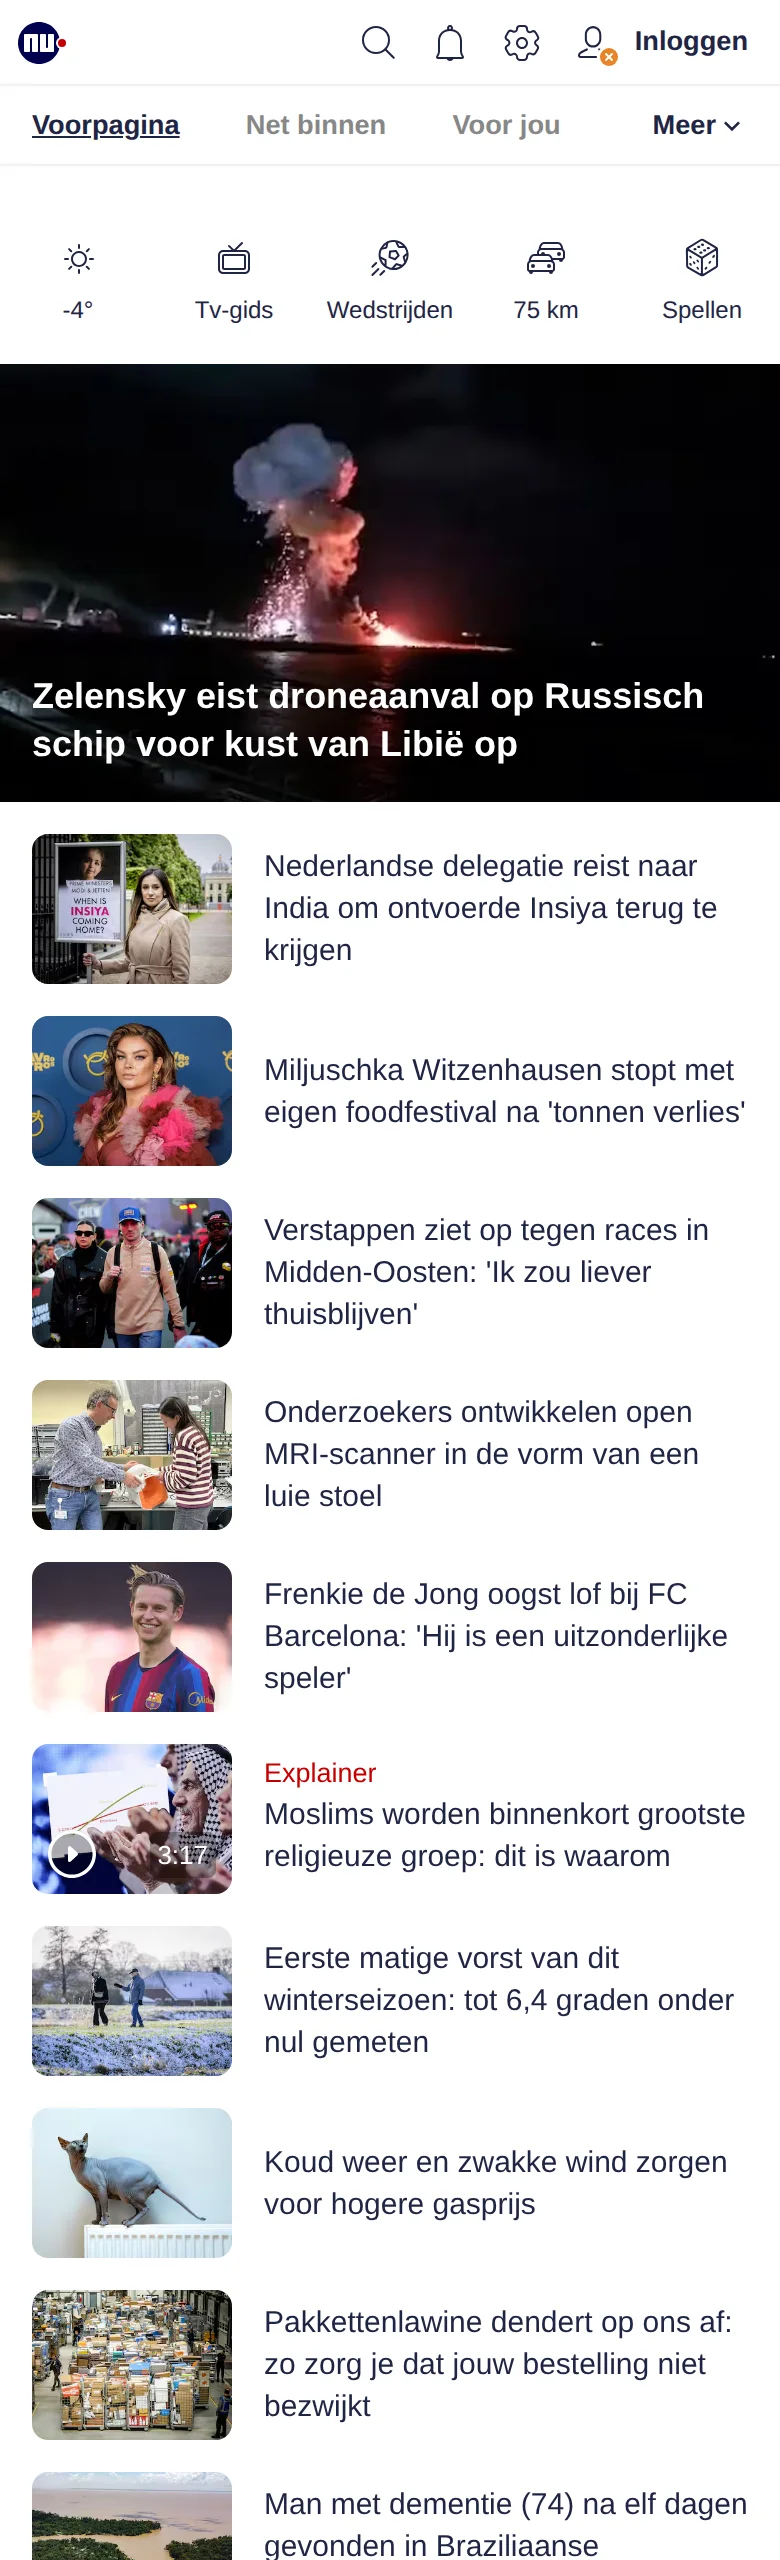 nu
Inloggen
Voorpagina
Net binnen
Voor jou
Meer
-4°
Tv-gids
Wedstrijden
75 km
Spellen
Zelensky eist droneaanval op Russisch
schip voor kust van Libië op
PRIME MINISTERS
MODI & JETTEN
WHEN IS
INSIYA
COMING
HOME?
Nederlandse delegatie reist naar
India om ontvoerde Insiya terug te
krijgen
Miljuschka Witzenhausen stopt met
eigen foodfestival na 'tonnen verlies'
Verstappen ziet op tegen races in
Midden-Oosten: 'Ik zou liever
thuisblijven'
Onderzoekers ontwikkelen open
MRI-scanner in de vorm van een
luie stoel
Frenkie de Jong oogst lof bij FC
Barcelona: 'Hij is een uitzonderlijke
speler'
3:17
Explainer
Moslims worden binnenkort grootste
religieuze groep: dit is waarom
Eerste matige vorst van dit
winterseizoen: tot 6,4 graden onder
nul gemeten
Koud weer en zwakke wind zorgen
voor hogere gasprijs
Pakkettenlawine dendert op ons af:
zo zorg je dat jouw bestelling niet
bezwijkt
Man met dementie (74) na elf dagen
gevonden in Braziliaanse